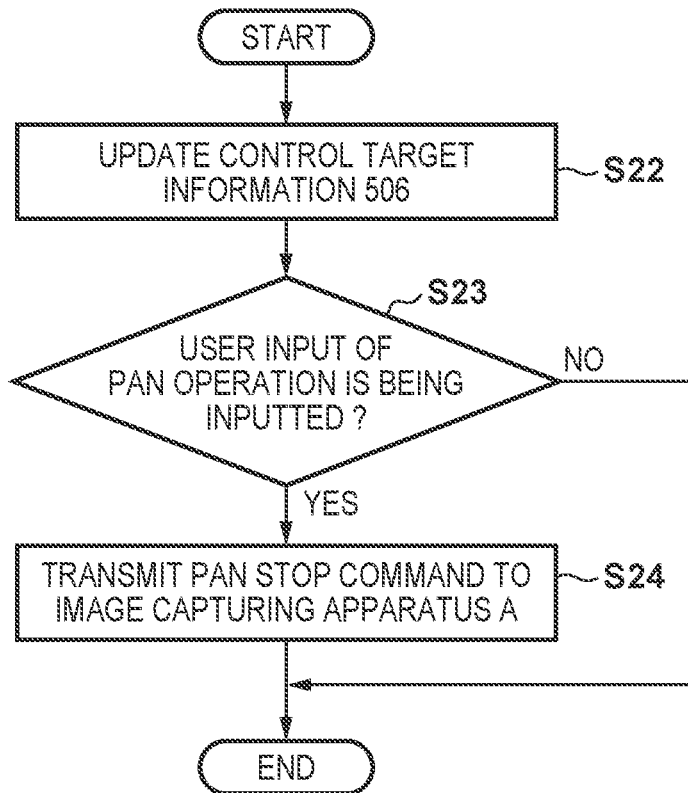 START
UPDATE CONTROL TARGET
INFORMATION 506
S22
S23
USER INPUT OF
PAN OPERATION IS BEING
INPUTTED ?
NO
YES
TRANSMIT PAN STOP COMMAND TO
IMAGE CAPTURING APPARATUS A
S24
END